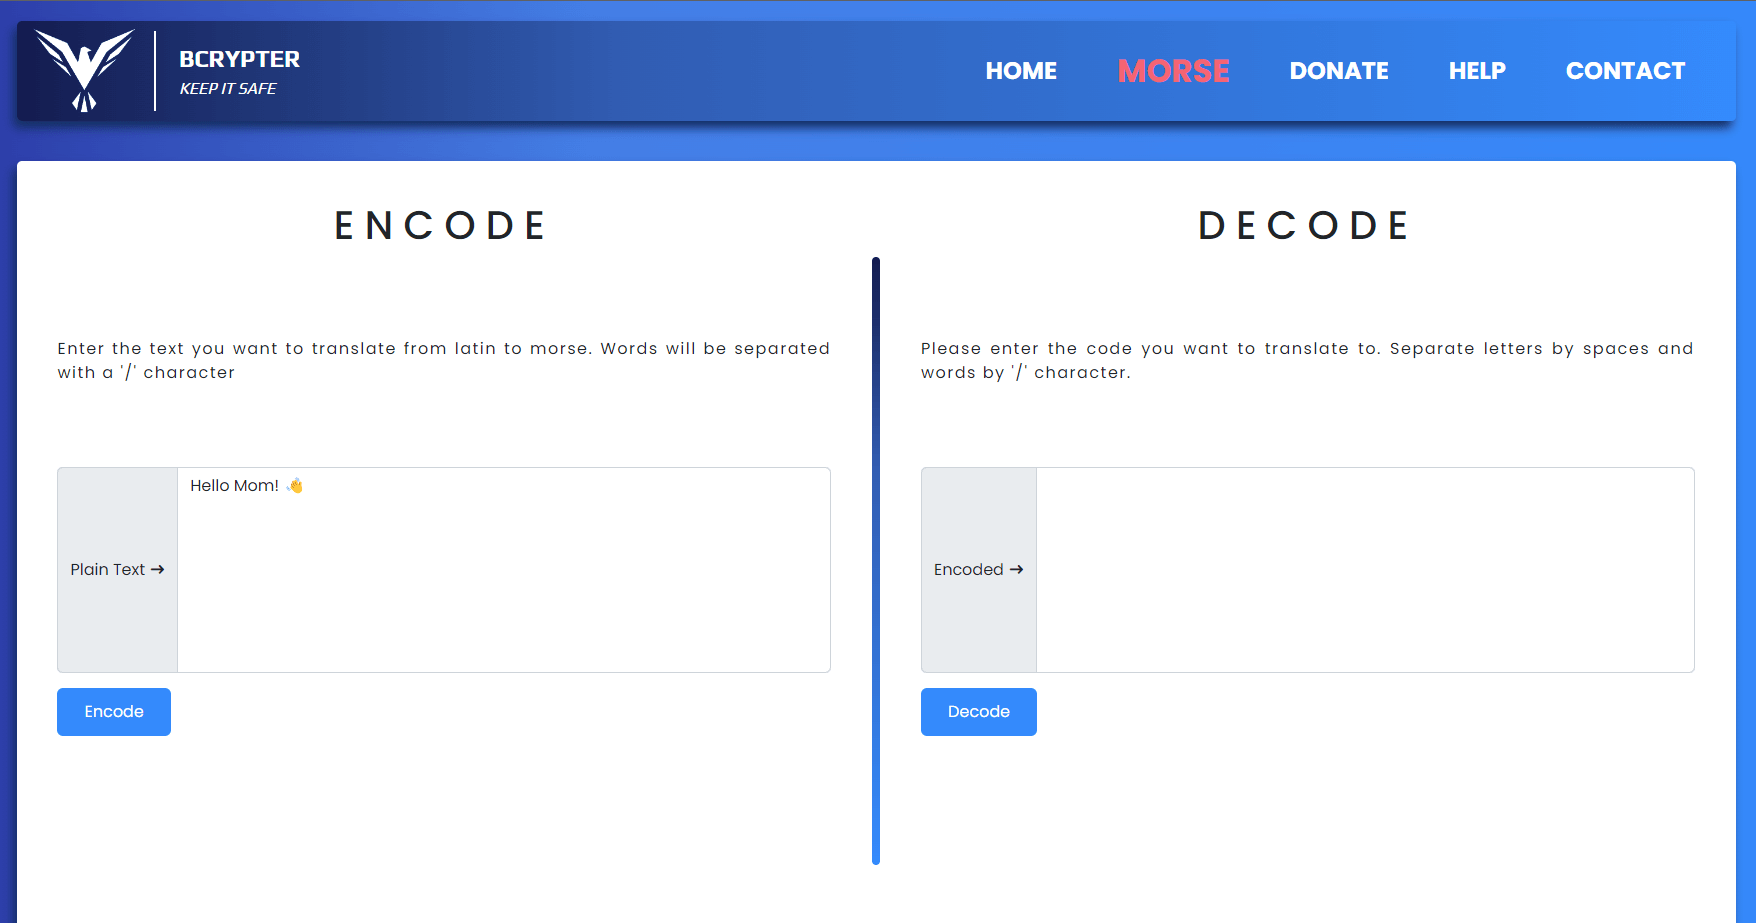 BCRYPTER
KEEP IT SAFE
HOME MORSE DONATE HELP CONTACT
ENCODE
Enter the text you want to translate from latin to morse. Words will be separated
with a '/' character
Plain Text →
Hello Mom! 👋
Encode
DECODE
Please enter the code you want to translate to. Separate letters by spaces and
words by '/' character.
Encoded →
Decode